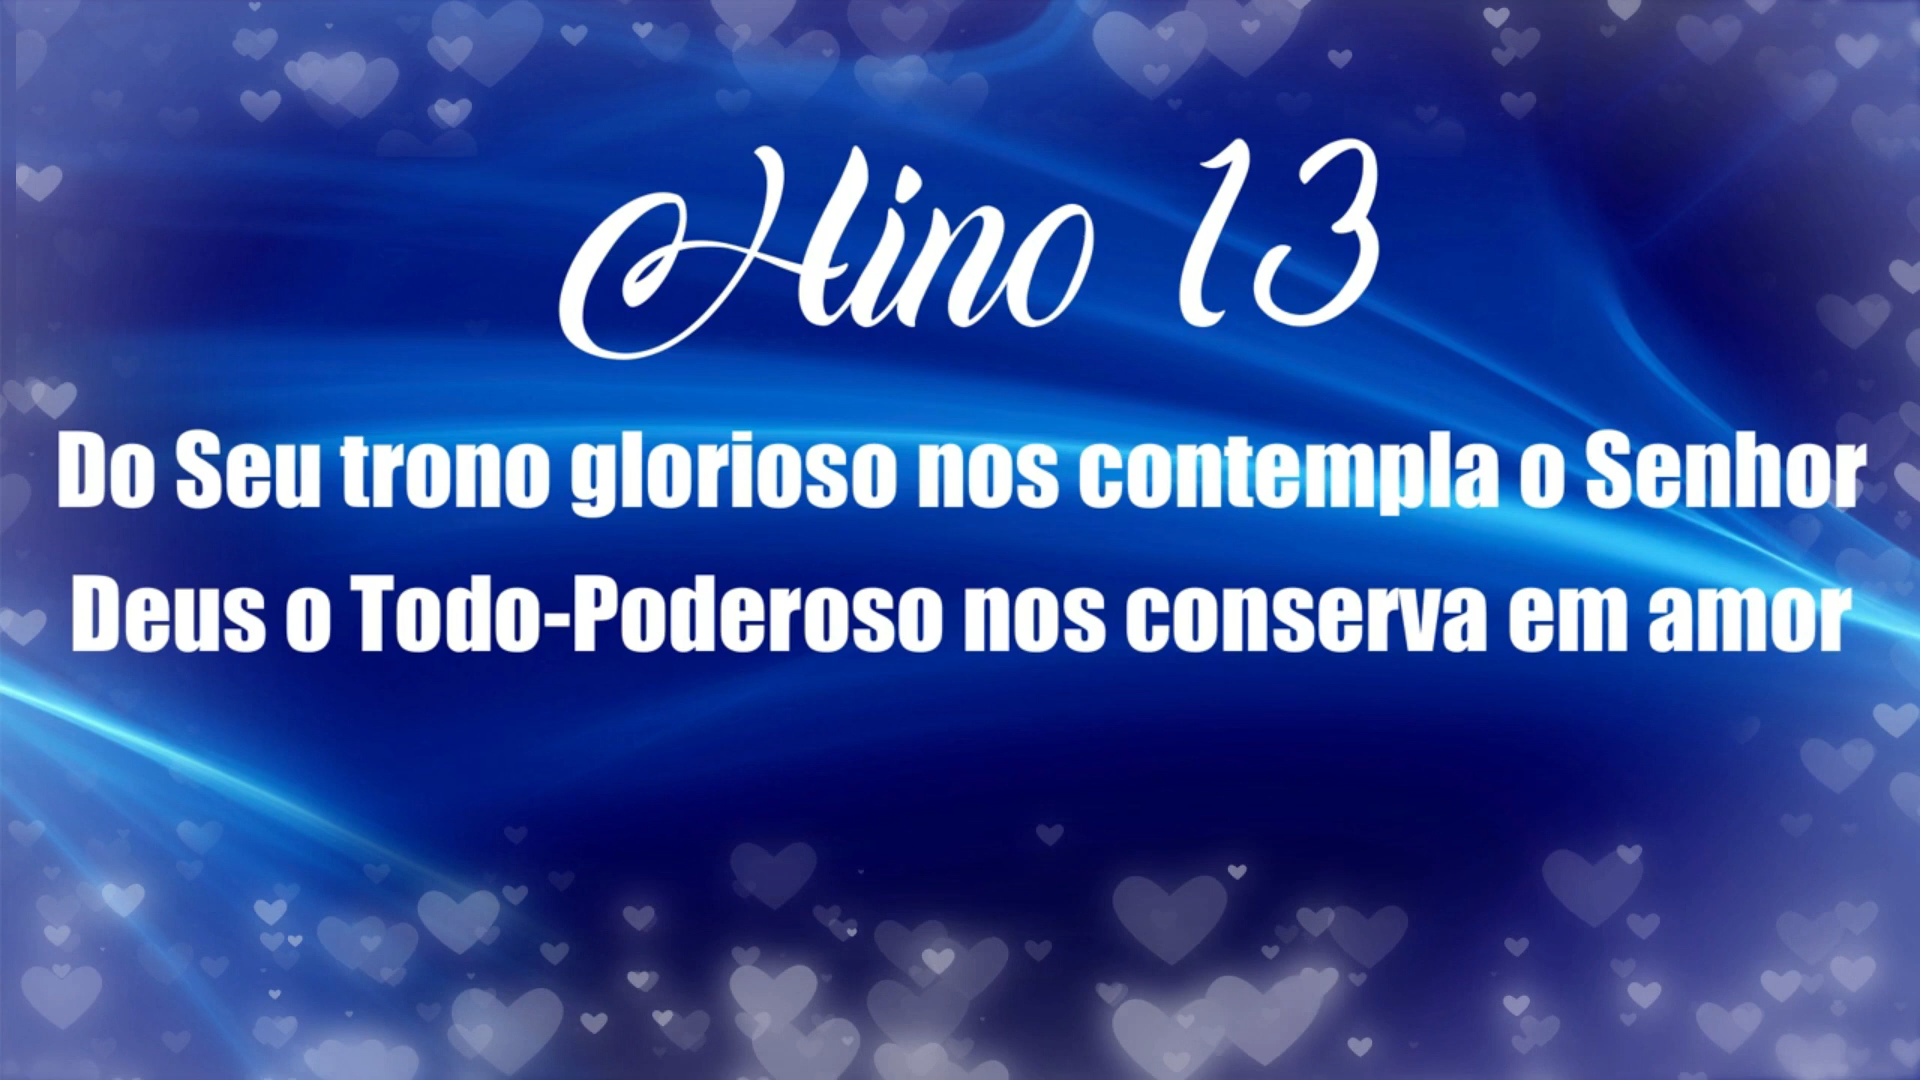 Hino 13
Do Seu trono glorioso nos contempla o Senhor
Deus o Todo-Poderoso nos conserva em amor